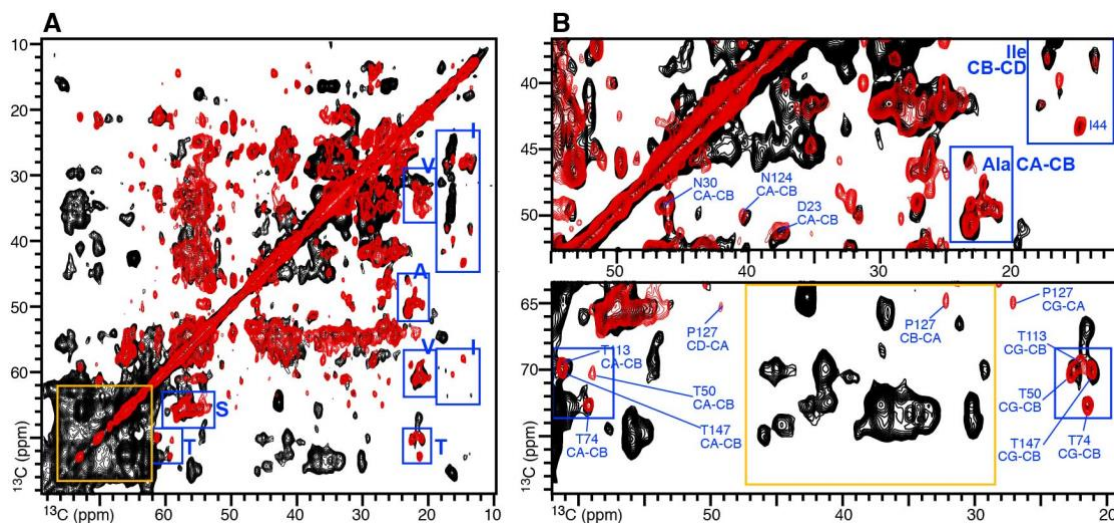 A
10
20
30
40
50
60
70
¹³C (ppm)
I
V
A
V
I
S
T
T
¹³C (ppm)
60
40
30
20
10
B
40
45
50
Ile
CB-CD
I44
Ala CA-CB
N30
CA-CB
N124
CA-CB
D23
CA-CB
50
40
30
20
65
70
¹³C (ppm)
P127
CD-CA
P127
CB-CA
P127
CG-CA
T113
CA-CB
T50
CA-CB
T147
CA-CB
T74
CA-CB
T113
CG-CB
T50
CG-CB
T147
CG-CB
T74
CG-CB
¹³C (ppm)
50
40
30
20